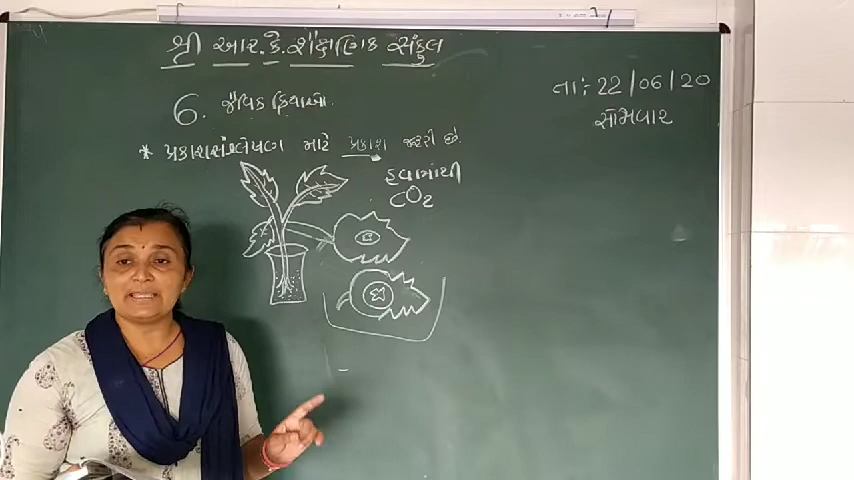 શ્રી આર.કે.શૈક્ષણિક સંકુલ
તા: 22/06/20
સોમવાર
6. જૈવિક ક્રિયાઓ.
* પ્રકાશસંશ્લેષણ માટે પ્રકાશ જરૂરી છે.
હવામાંથી
CO2